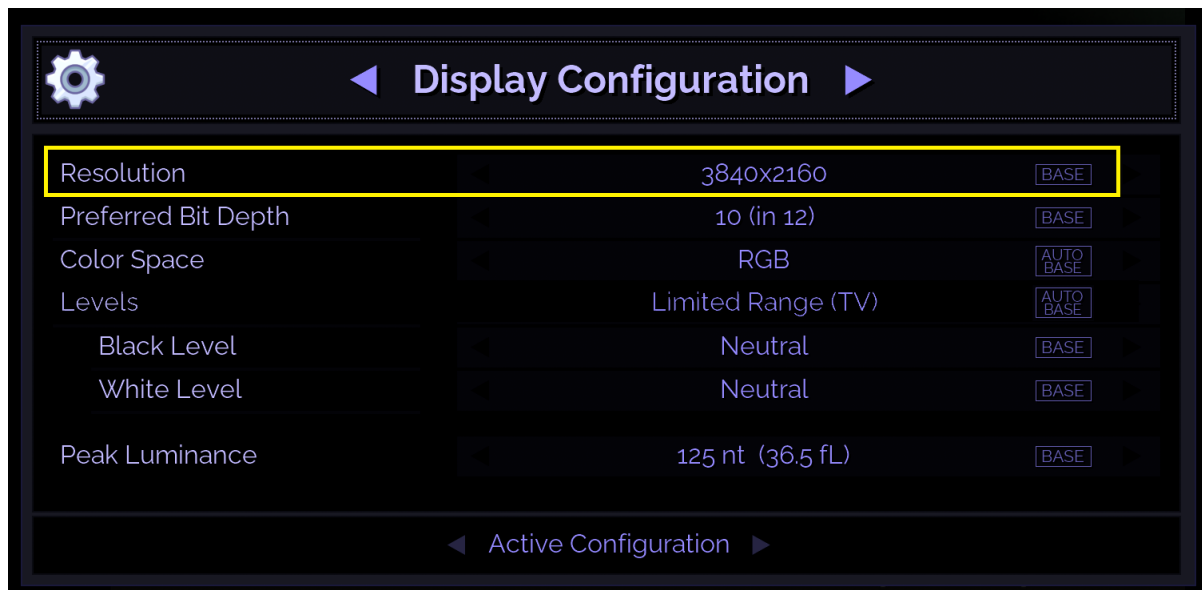 Display Configuration
Resolution 3840x2160 BASE
Preferred Bit Depth 10 (in 12) BASE
Color Space RGB AUTO BASE
Levels Limited Range (TV) AUTO BASE
Black Level Neutral BASE
White Level Neutral BASE
Peak Luminance 125 nt (36.5 fL) BASE
Active Configuration